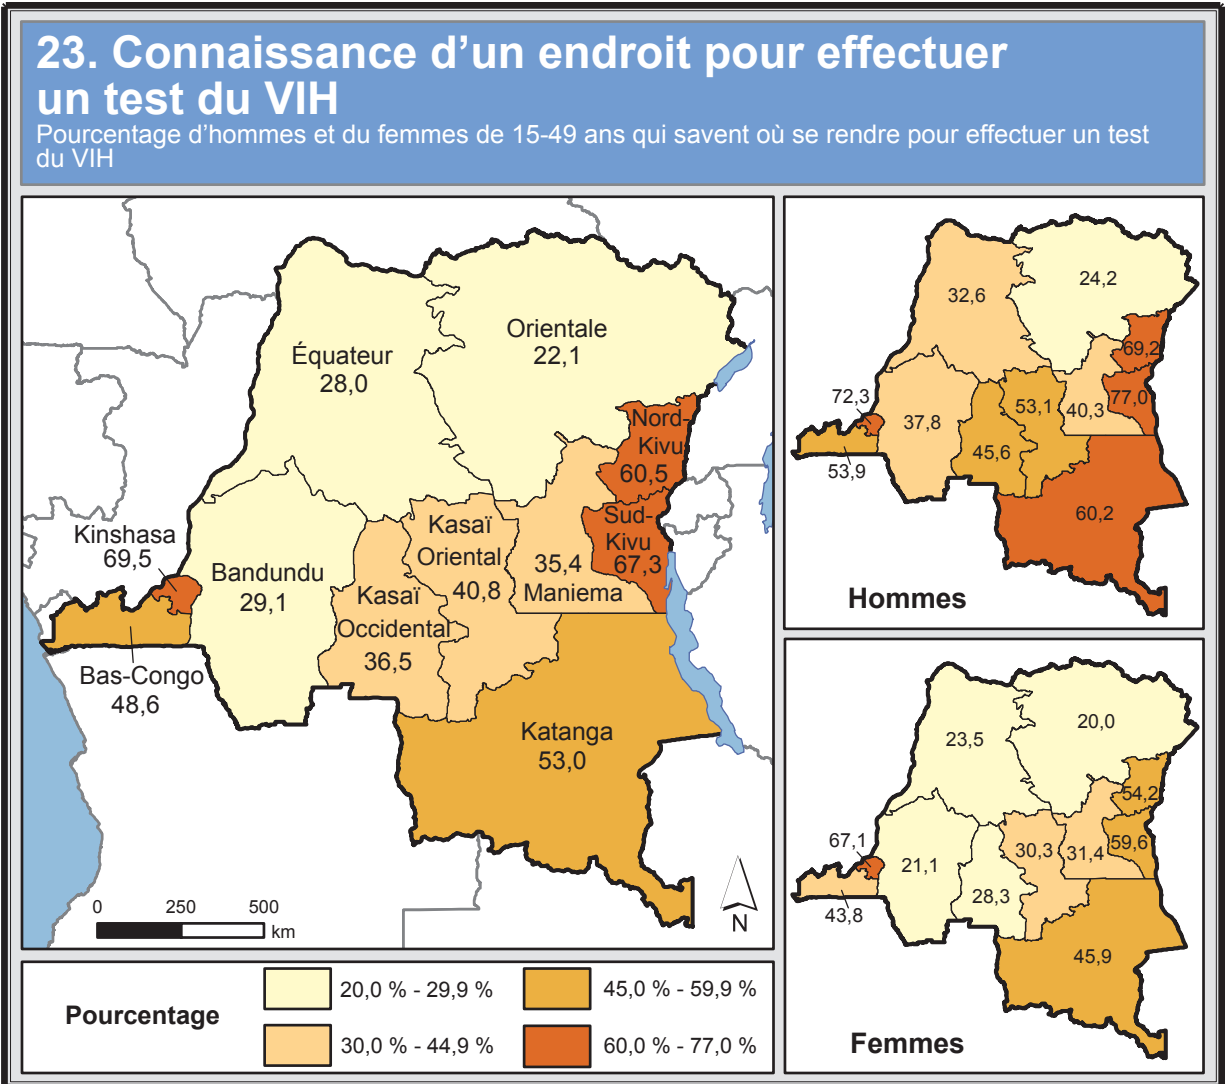 23. Connaissance d'un endroit pour effectuer
un test du VIH
Pourcentage d'hommes et du femmes de 15-49 ans qui savent où se rendre pour effectuer un test
du VIH
Orientale
22,1
Équateur
28,0
Nord-
Kivu
60,5
Sud-
Kivu
67,3
Kinshasa
69,5
Bandundu
29,1
Kasaï
Oriental
40,8
35,4
Maniema
Kasaï
Occidental
36,5
Bas-Congo
48,6
Katanga
53,0
0 250 500
km
N
24,2
32,6
69,2
77,0
72,3
37,8
53,1
40,3
45,6
53,9
60,2
Hommes
20,0
23,5
54,2
59,6
67,1
21,1
30,3
31,4
28,3
43,8
45,9
Femmes
Pourcentage
20,0 % - 29,9 %
30,0 % - 44,9 %
45,0 % - 59,9 %
60,0 % - 77,0 %